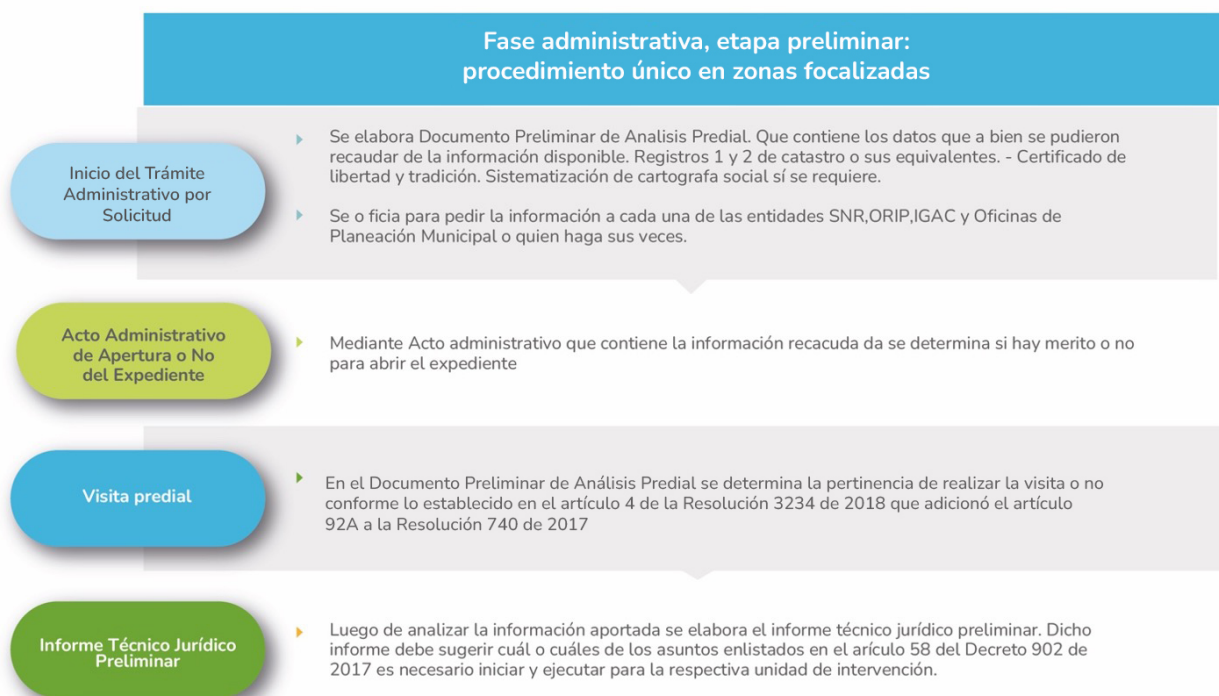 Fase administrativa, etapa preliminar:
procedimiento único en zonas focalizadas
Inicio del Trámite
Administrativo por
Solicitud
Se elabora Documento Preliminar de Analisis Predial. Que contiene los datos que a bien se pudieron
recaudar de la información disponible. Registros 1 y 2 de catastro o sus equivalentes. - Certificado de
libertad y tradición. Sistematización de cartografa social sí se requiere.
Se o ficia para pedir la información a cada una de las entidades SNR,ORIP,IGAC y Oficinas de
Planeación Municipal o quien haga sus veces.
Acto Administrativo
de Apertura o No
del Expediente
Mediante Acto administrativo que contiene la información recacuda da se determina si hay merito o no
para abrir el expediente
Visita predial
En el Documento Preliminar de Análisis Predial se determina la pertinencia de realizar la visita o no
conforme lo establecido en el artículo 4 de la Resolución 3234 de 2018 que adicionó el artículo
92A a la Resolución 740 de 2017
Informe Técnico Jurídico
Preliminar
Luego de analizar la información aportada se elabora el informe técnico jurídico preliminar. Dicho
informe debe sugerir cuál o cuáles de los asuntos enlistados en el arículo 58 del Decreto 902 de
2017 es necesario iniciar y ejecutar para la respectiva unidad de intervención.